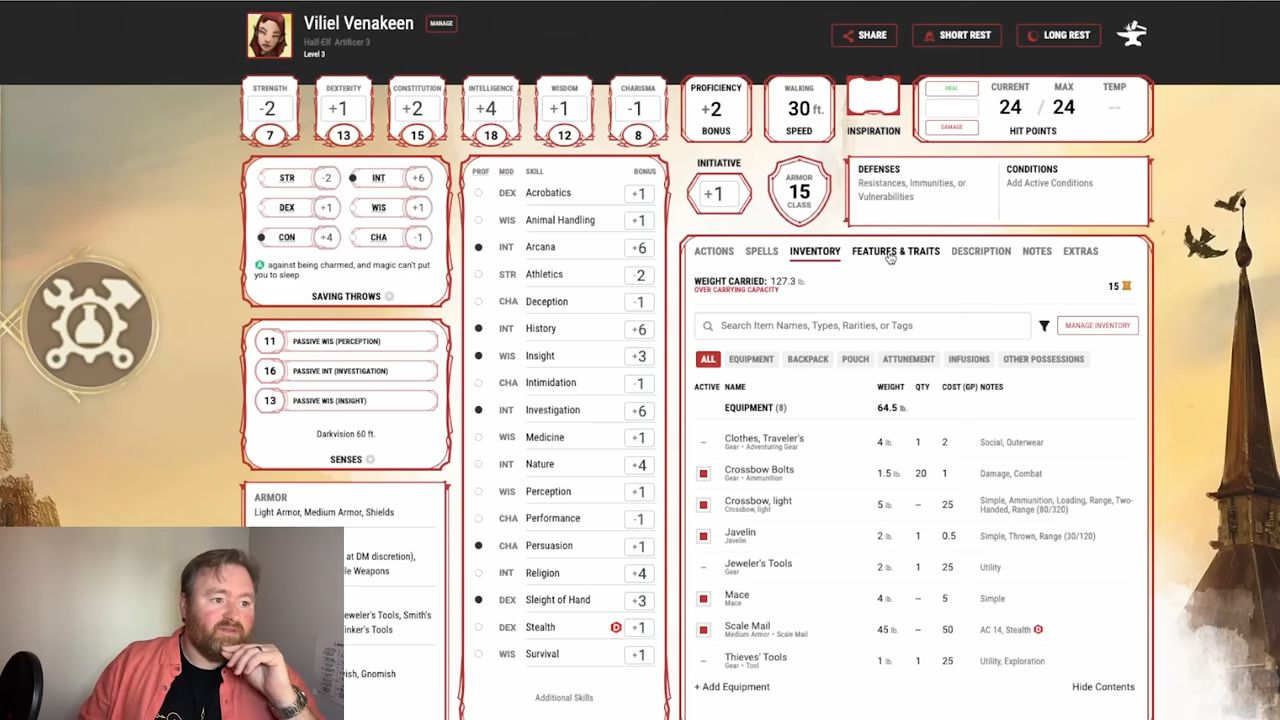 Viliel Venakeen
MANAGE
Half-Elf Artificer 3
Level 3
SHARE
SHORT REST
LONG REST
STRENGTH
-2
7
DEXTERITY
+1
13
CONSTITUTION
+2
15
INTELLIGENCE
+4
18
WISDOM
+1
12
CHARISMA
-1
8
PROFICIENCY
+2
BONUS
WALKING
30 ft.
SPEED
INSPIRATION
HEAL
DAMAGE
CURRENT
24
/
MAX
24
TEMP
--
HIT POINTS
STR -2
INT +6
DEX +1
WIS +1
CON +4
CHA -1
against being charmed, and magic can't put
you to sleep
SAVING THROWS
11 PASSIVE WIS (PERCEPTION)
16 PASSIVE INT (INVESTIGATION)
13 PASSIVE WIS (INSIGHT)
Darkvision 60 ft.
SENSES
ARMOR
Light Armor, Medium Armor, Shields
at DM discretion),
le Weapons
eweler's Tools, Smith's
inker's Tools
ish, Gnomish
PROF MOD SKILL BONUS
DEX Acrobatics +1
WIS Animal Handling +1
INT Arcana +6
STR Athletics -2
CHA Deception -1
INT History +6
WIS Insight +3
CHA Intimidation -1
INT Investigation +6
WIS Medicine +1
INT Nature +4
WIS Perception +1
CHA Performance -1
CHA Persuasion +1
INT Religion +4
DEX Sleight of Hand +3
DEX Stealth D +1
WIS Survival +1
Additional Skills
INITIATIVE
+1
ARMOR
15
CLASS
DEFENSES
Resistances, Immunities, or
Vulnerabilities
CONDITIONS
Add Active Conditions
ACTIONS SPELLS INVENTORY FEATURES & TRAITS DESCRIPTION NOTES EXTRAS
WEIGHT CARRIED: 127.3 lb.
OVER CARRYING CAPACITY
15
Search Item Names, Types, Rarities, or Tags
MANAGE INVENTORY
ALL EQUIPMENT BACKPACK POUCH ATTUNEMENT INFUSIONS OTHER POSSESSIONS
ACTIVE NAME WEIGHT QTY COST (GP) NOTES
EQUIPMENT (8) 64.5 lb.
-- Clothes, Traveler's 4 lb. 1 2 Social, Outerwear
Gear • Adventuring Gear
Crossbow Bolts 1.5 lb. 20 1 Damage, Combat
Gear • Ammunition
Crossbow, light 5 lb. -- 25 Simple, Ammunition, Loading, Range, Two-
Crossbow, light Handed, Range (80/320)
Javelin 2 lb. 1 0.5 Simple, Thrown, Range (30/120)
Javelin
-- Jeweler's Tools 2 lb. 1 25 Utility
Gear
Mace 4 lb. -- 5 Simple
Mace
Scale Mail 45 lb. -- 50 AC 14, Stealth D
Medium Armor • Scale Mail
-- Thieves' Tools 1 lb. 1 25 Utility, Exploration
Gear • Tool
+ Add Equipment
Hide Contents